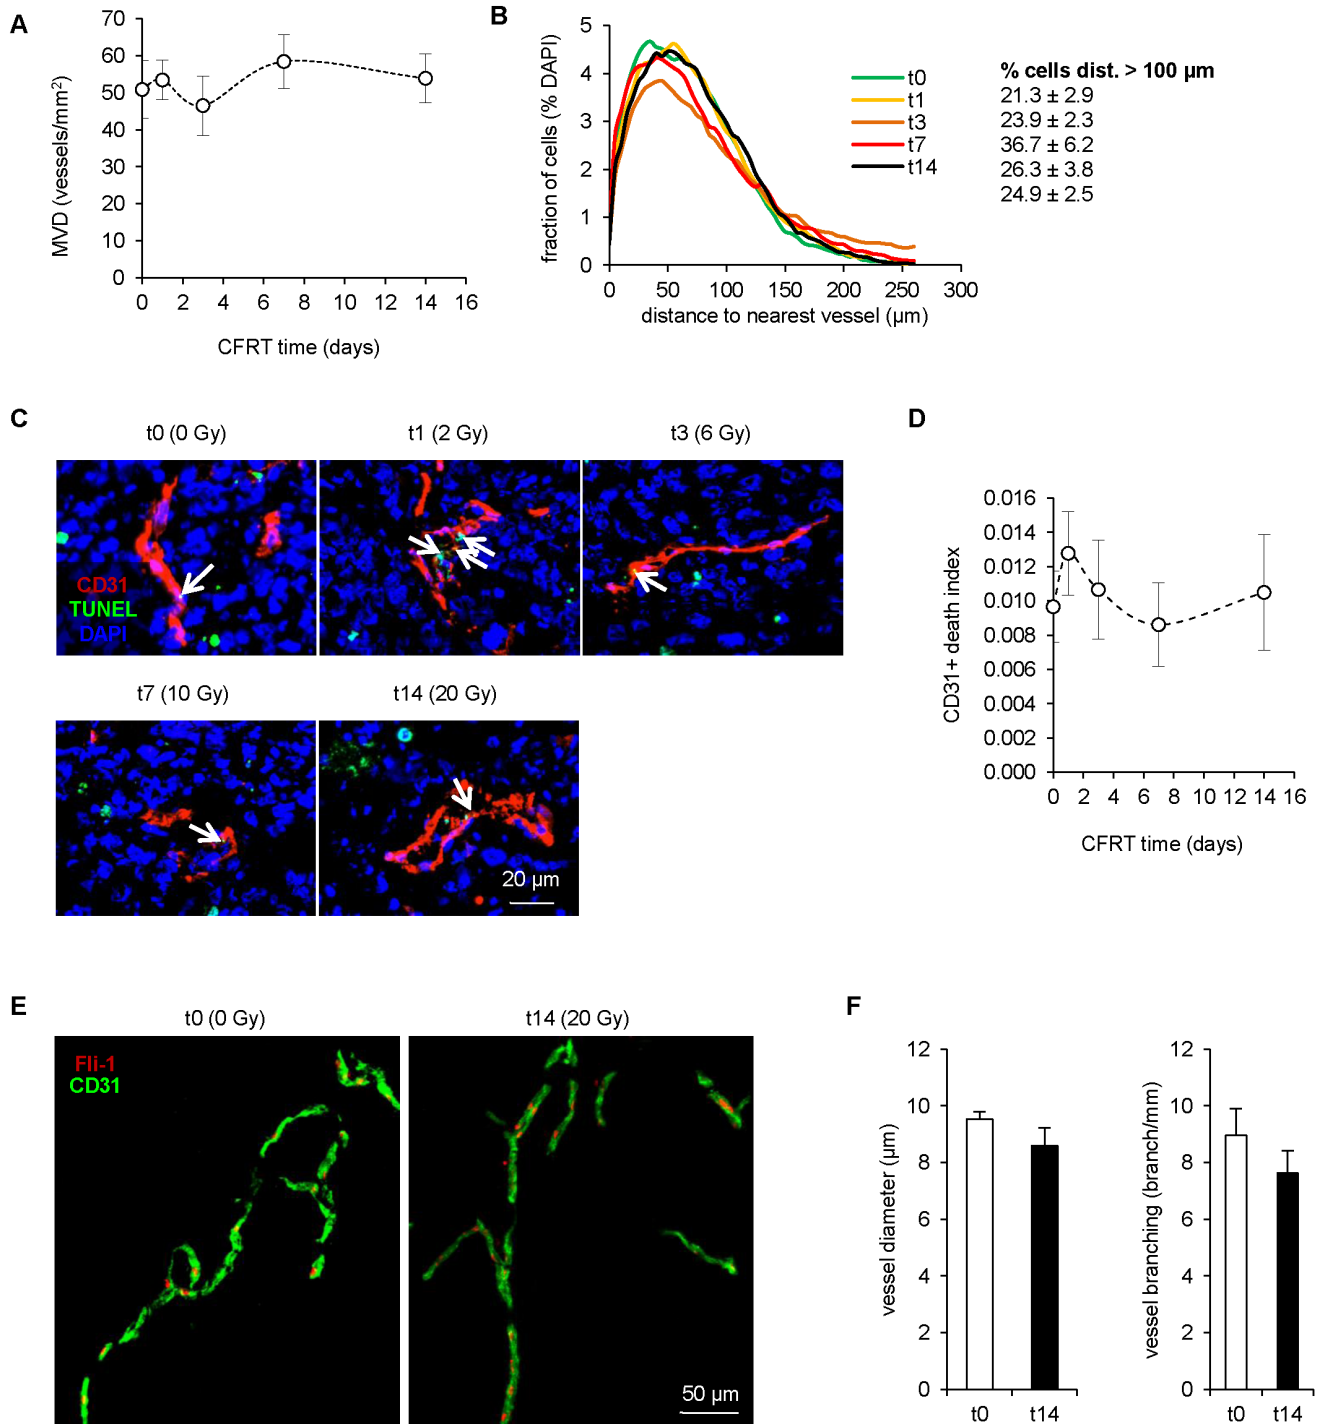 A
70
60
50
40
30
20
10
0
MVD (vessels/mm²)
0 2 4 6 8 10 12 14 16
CFRT time (days)
B
5
4
3
2
1
0
fraction of cells (% DAPI)
0 50 100 150 200 250 300
distance to nearest vessel (µm)
t0
t1
t3
t7
t14
% cells dist. > 100 µm
21.3 ± 2.9
23.9 ± 2.3
36.7 ± 6.2
26.3 ± 3.8
24.9 ± 2.5
C
t0 (0 Gy) t1 (2 Gy) t3 (6 Gy)
CD31
TUNEL
DAPI
t7 (10 Gy) t14 (20 Gy)
20 µm
D
0.016
0.014
0.012
0.010
0.008
0.006
0.004
0.002
0.000
CD31+ death index
0 2 4 6 8 10 12 14 16
CFRT time (days)
E
t0 (0 Gy) t14 (20 Gy)
Fli-1
CD31
50 µm
F
12
10
8
6
4
2
0
vessel diameter (µm)
t0 t14
12
10
8
6
4
2
0
vessel branching (branch/mm)
t0 t14